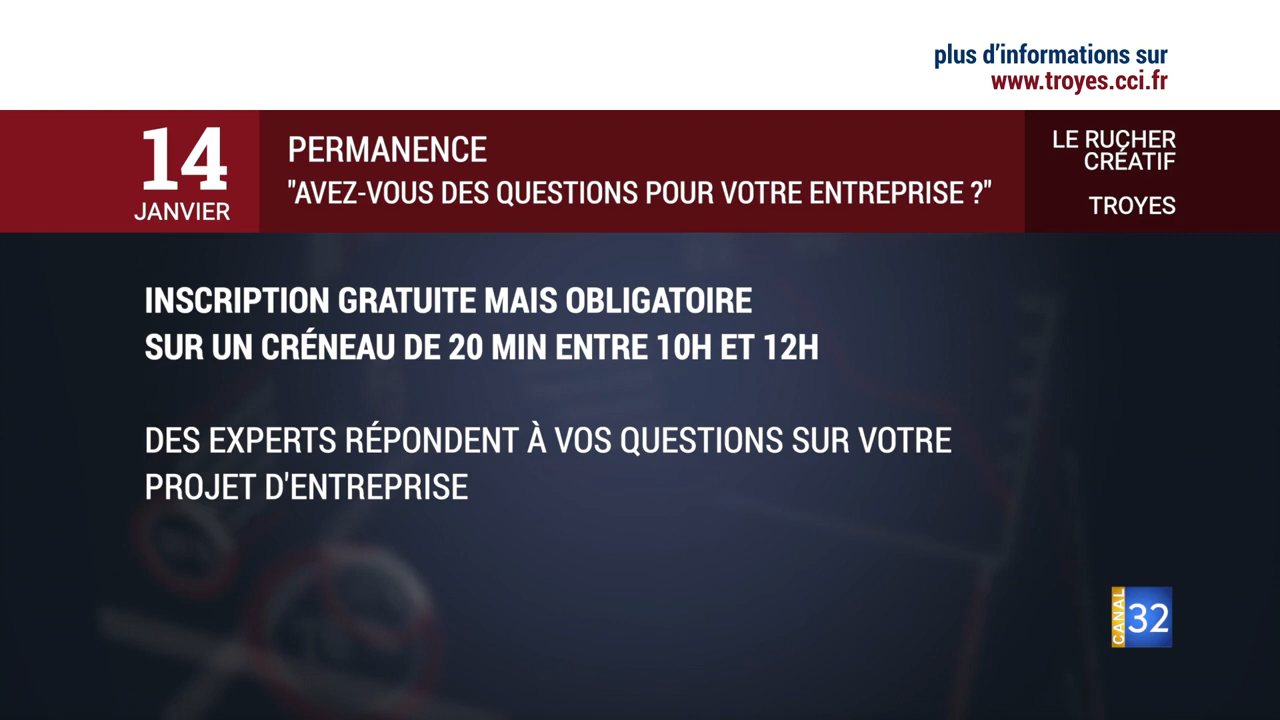 plus d'informations sur
www.troyes.cci.fr
14
JANVIER
PERMANENCE
"AVEZ-VOUS DES QUESTIONS POUR VOTRE ENTREPRISE ?"
LE RUCHER
CRÉATIF
TROYES
INSCRIPTION GRATUITE MAIS OBLIGATOIRE
SUR UN CRÉNEAU DE 20 MIN ENTRE 10H ET 12H
DES EXPERTS RÉPONDENT À VOS QUESTIONS SUR VOTRE
PROJET D'ENTREPRISE
CANAL
32